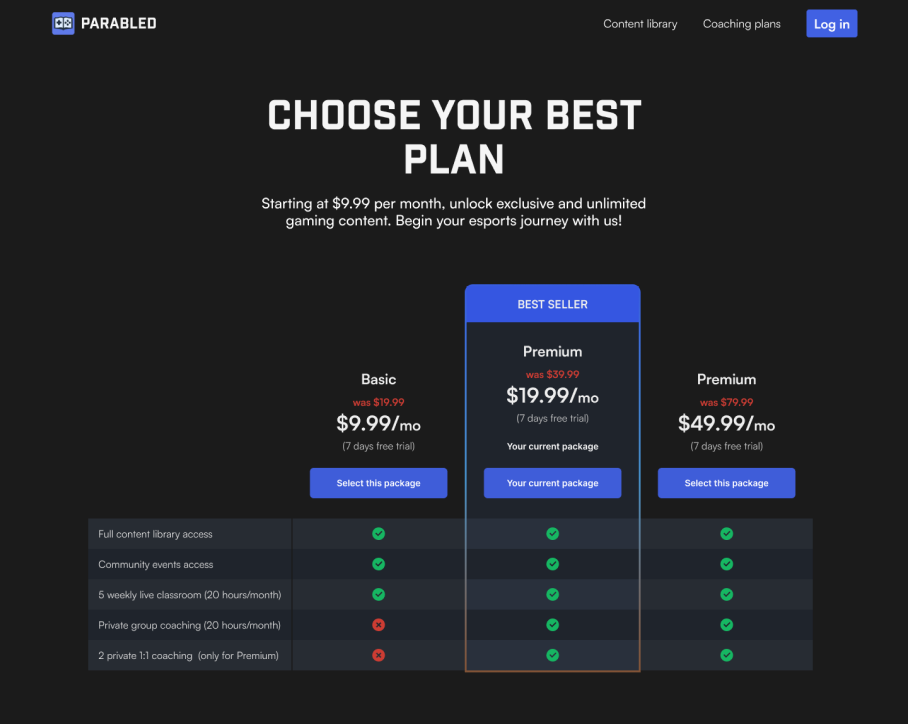 PARABLED
Content library
Coaching plans
Log in
CHOOSE YOUR BEST
PLAN
Starting at $9.99 per month, unlock exclusive and unlimited
gaming content. Begin your esports journey with us!
BEST SELLER
Basic
was $19.99
$9.99/mo
(7 days free trial)
Select this package
Premium
was $39.99
$19.99/mo
(7 days free trial)
Your current package
Your current package
Premium
was $79.99
$49.99/mo
(7 days free trial)
Select this package
Full content library access
Community events access
5 weekly live classroom (20 hours/month)
Private group coaching (20 hours/month)
2 private 1:1 coaching (only for Premium)